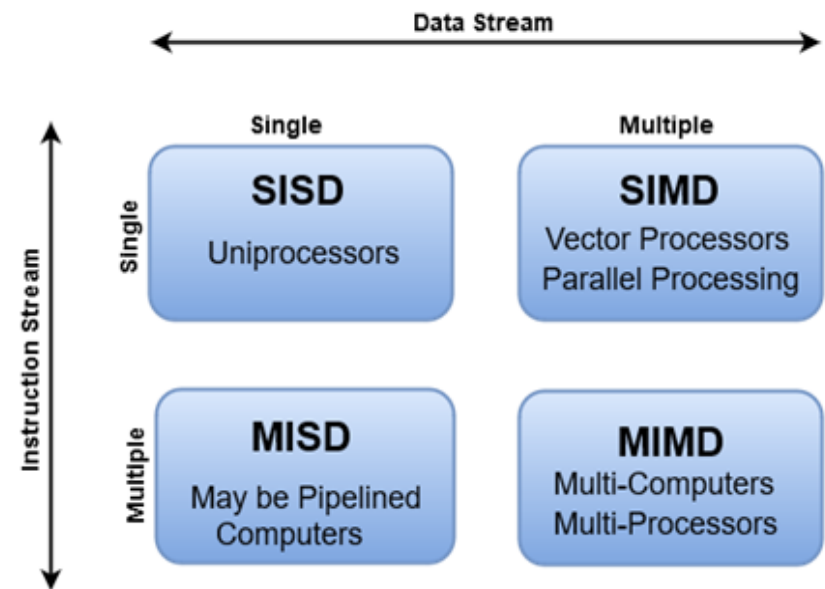 Data Stream
Single
Multiple
Instruction Stream
Single
SISD
Uniprocessors
SIMD
Vector Processors
Parallel Processing
Multiple
MISD
May be Pipelined
Computers
MIMD
Multi-Computers
Multi-Processors